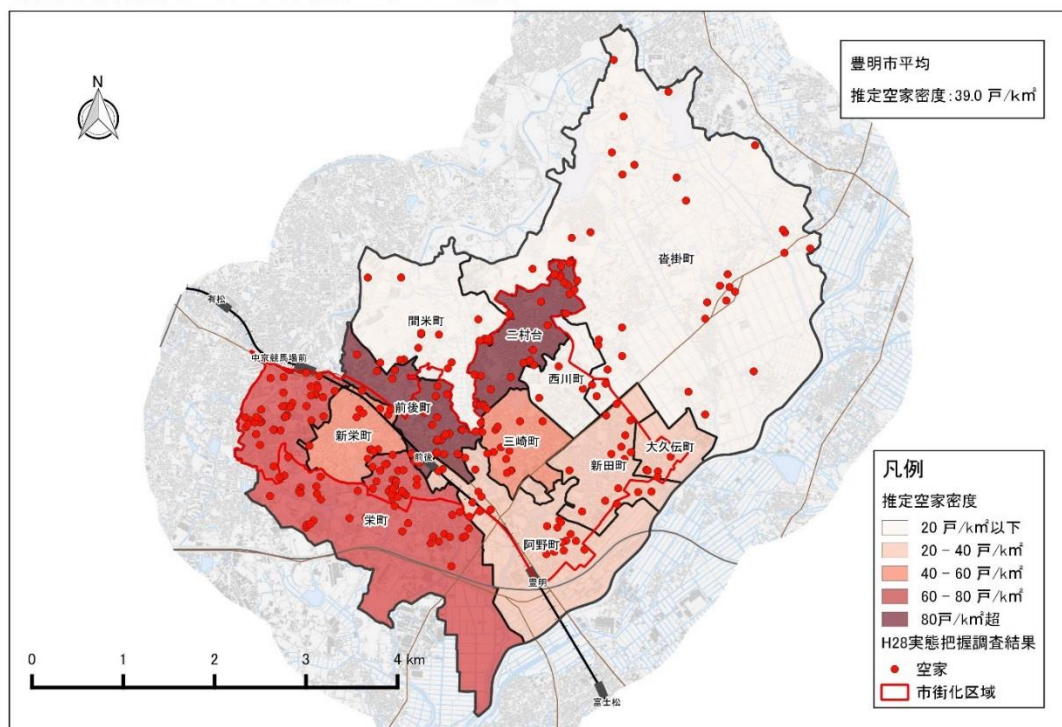 豊明市平均
推定空家密度:39.0 戸/k㎡
N
沓掛町
有松
間米町
二村台
中京競馬場前
西川町
前後町
新栄町
三崎町
大久伝町
前後
新田町
栄町
阿野町
豊明
富士松
凡例
推定空家密度
20 戸/k㎡以下
20 - 40 戸/k㎡
40 - 60 戸/k㎡
60 - 80 戸/k㎡
80戸/k㎡超
H28実態把握調査結果
空家
市街化区域
0 1 2 3 4 km